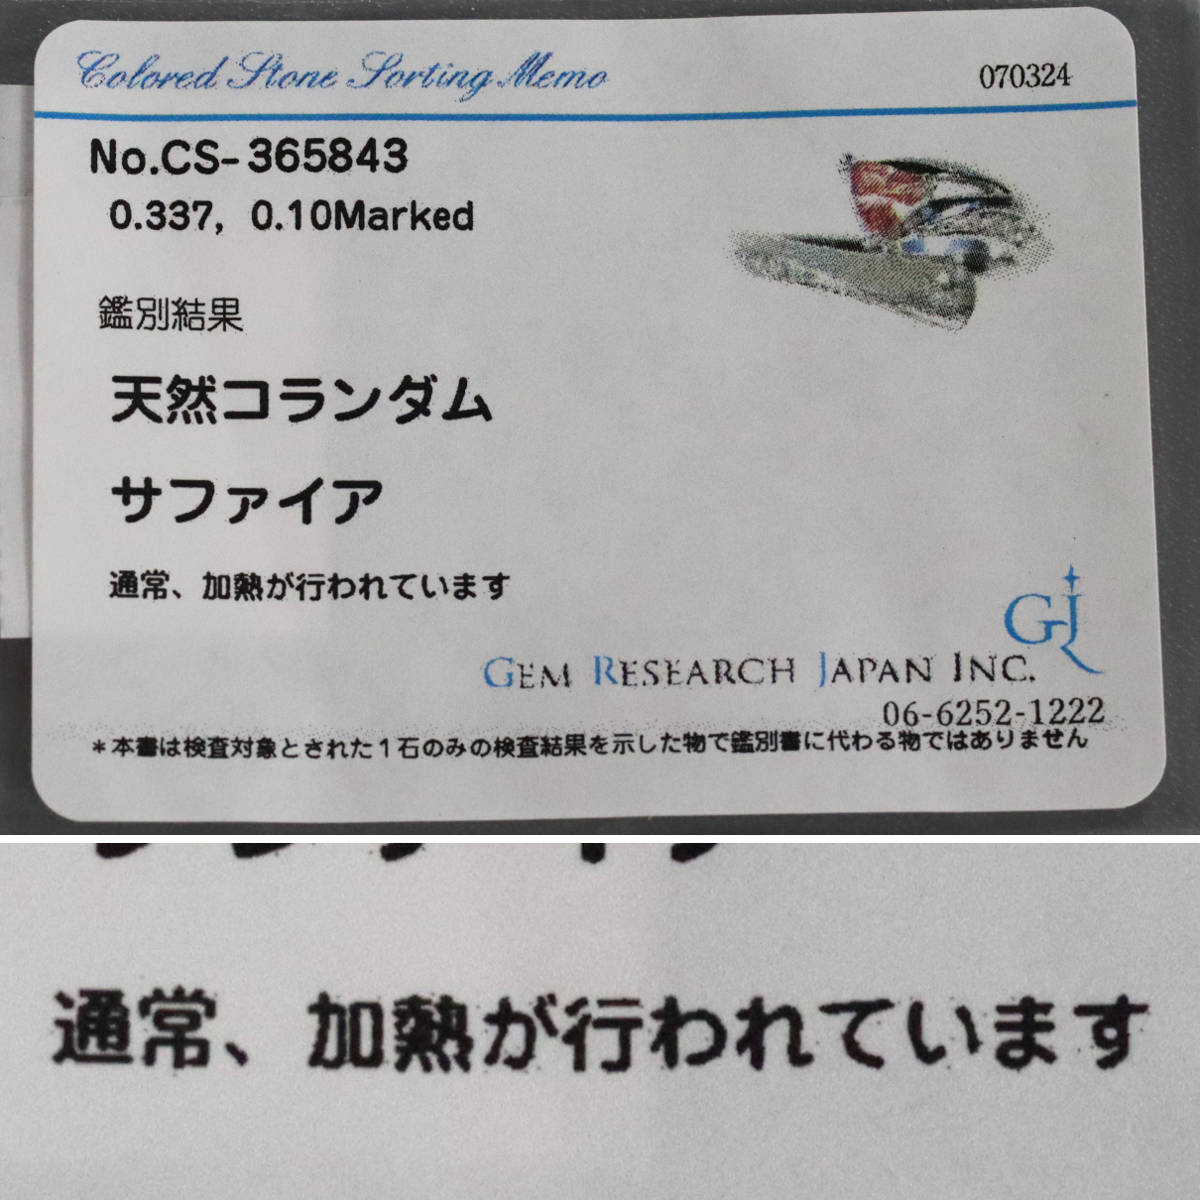 Colored Stone Sorting Memo
070324
No.CS-365843
0.337, 0.10Marked
鑑別結果
天然コランダム
サファイア
通常、加熱が行われています
GJ
GEM RESEARCH JAPAN INC.
06-6252-1222
*本書は検査対象とされた1石のみの検査結果を示した物で鑑別書に代わる物ではありません
通常、加熱が行われています